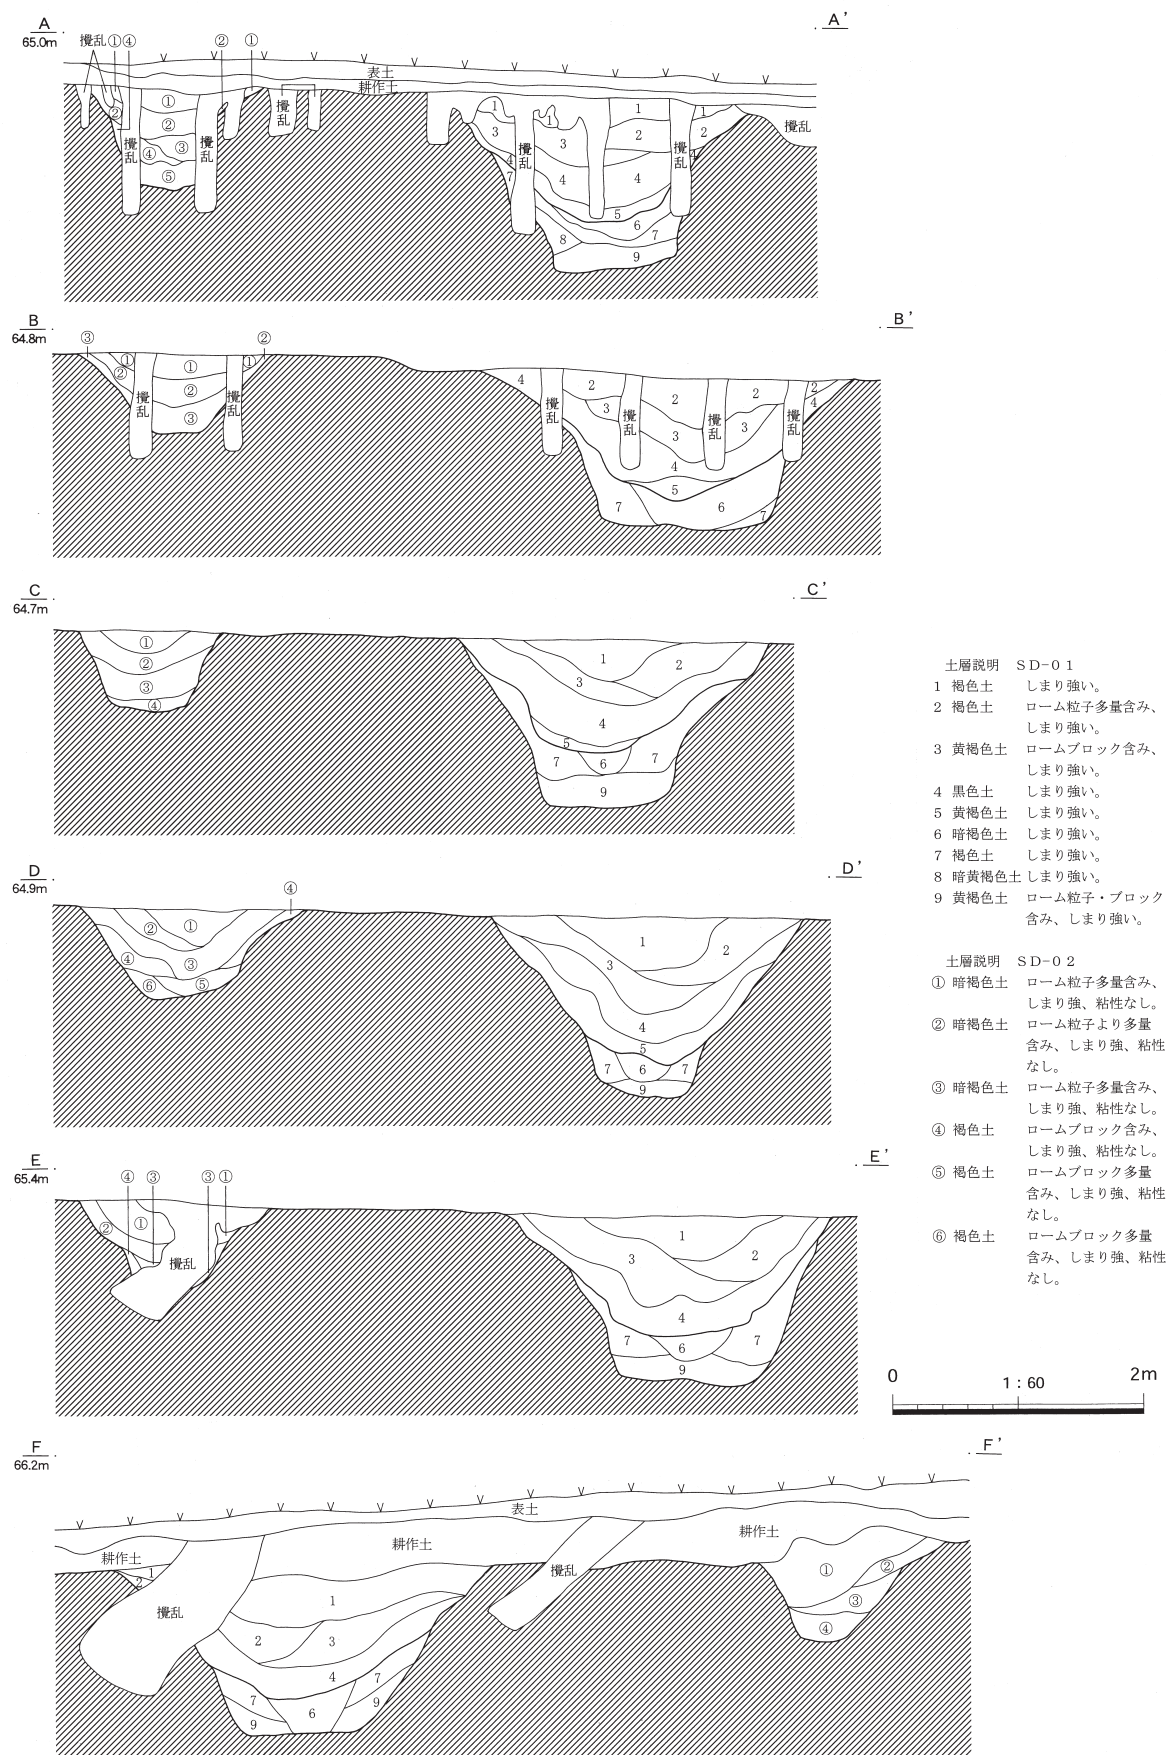 A
65.0m
A'
攪乱
①
④
②
①
表土
耕作土
①
②
②
③
④
⑤
攪乱
攪乱
攪乱
1
3
4
7
攪乱
1
3
4
8
1
2
4
5
6
7
9
攪乱
1
2
4
攪乱
B
64.8m
B'
③
②
①
②
攪乱
①
②
③
①
攪乱
4
攪乱
2
3
攪乱
2
3
4
5
6
7
7
攪乱
2
3
攪乱
2
4
C
64.7m
C'
①
②
③
④
1
2
3
4
5
6
7
7
9
D
64.9m
D'
④
①
②
③
④
⑤
⑥
1
2
3
4
5
6
7
7
9
E
65.4m
E'
④
③
③
①
①
②
攪乱
1
2
3
4
6
7
7
9
F
66.2m
F'
表土
耕作土
耕作土
耕作土
攪乱
攪乱
1
2
1
2
3
4
6
7
7
9
9
①
②
③
④
土層説明 SD-01
1 褐色土 しまり強い。
2 褐色土 ローム粒子多量含み、
しまり強い。
3 黄褐色土 ロームブロック含み、
しまり強い。
4 黒色土 しまり強い。
5 黄褐色土 しまり強い。
6 暗褐色土 しまり強い。
7 褐色土 しまり強い。
8 暗黄褐色土 しまり強い。
9 黄褐色土 ローム粒子・ブロック
含み、しまり強い。
土層説明 SD-02
① 暗褐色土 ローム粒子多量含み、
しまり強、粘性なし。
② 暗褐色土 ローム粒子より多量
含み、しまり強、粘性
なし。
③ 暗褐色土 ローム粒子多量含み、
しまり強、粘性なし。
④ 褐色土 ロームブロック含み、
しまり強、粘性なし。
⑤ 褐色土 ロームブロック多量
含み、しまり強、粘性
なし。
⑥ 褐色土 ロームブロック多量
含み、しまり強、粘性
なし。
0
1：60
2m